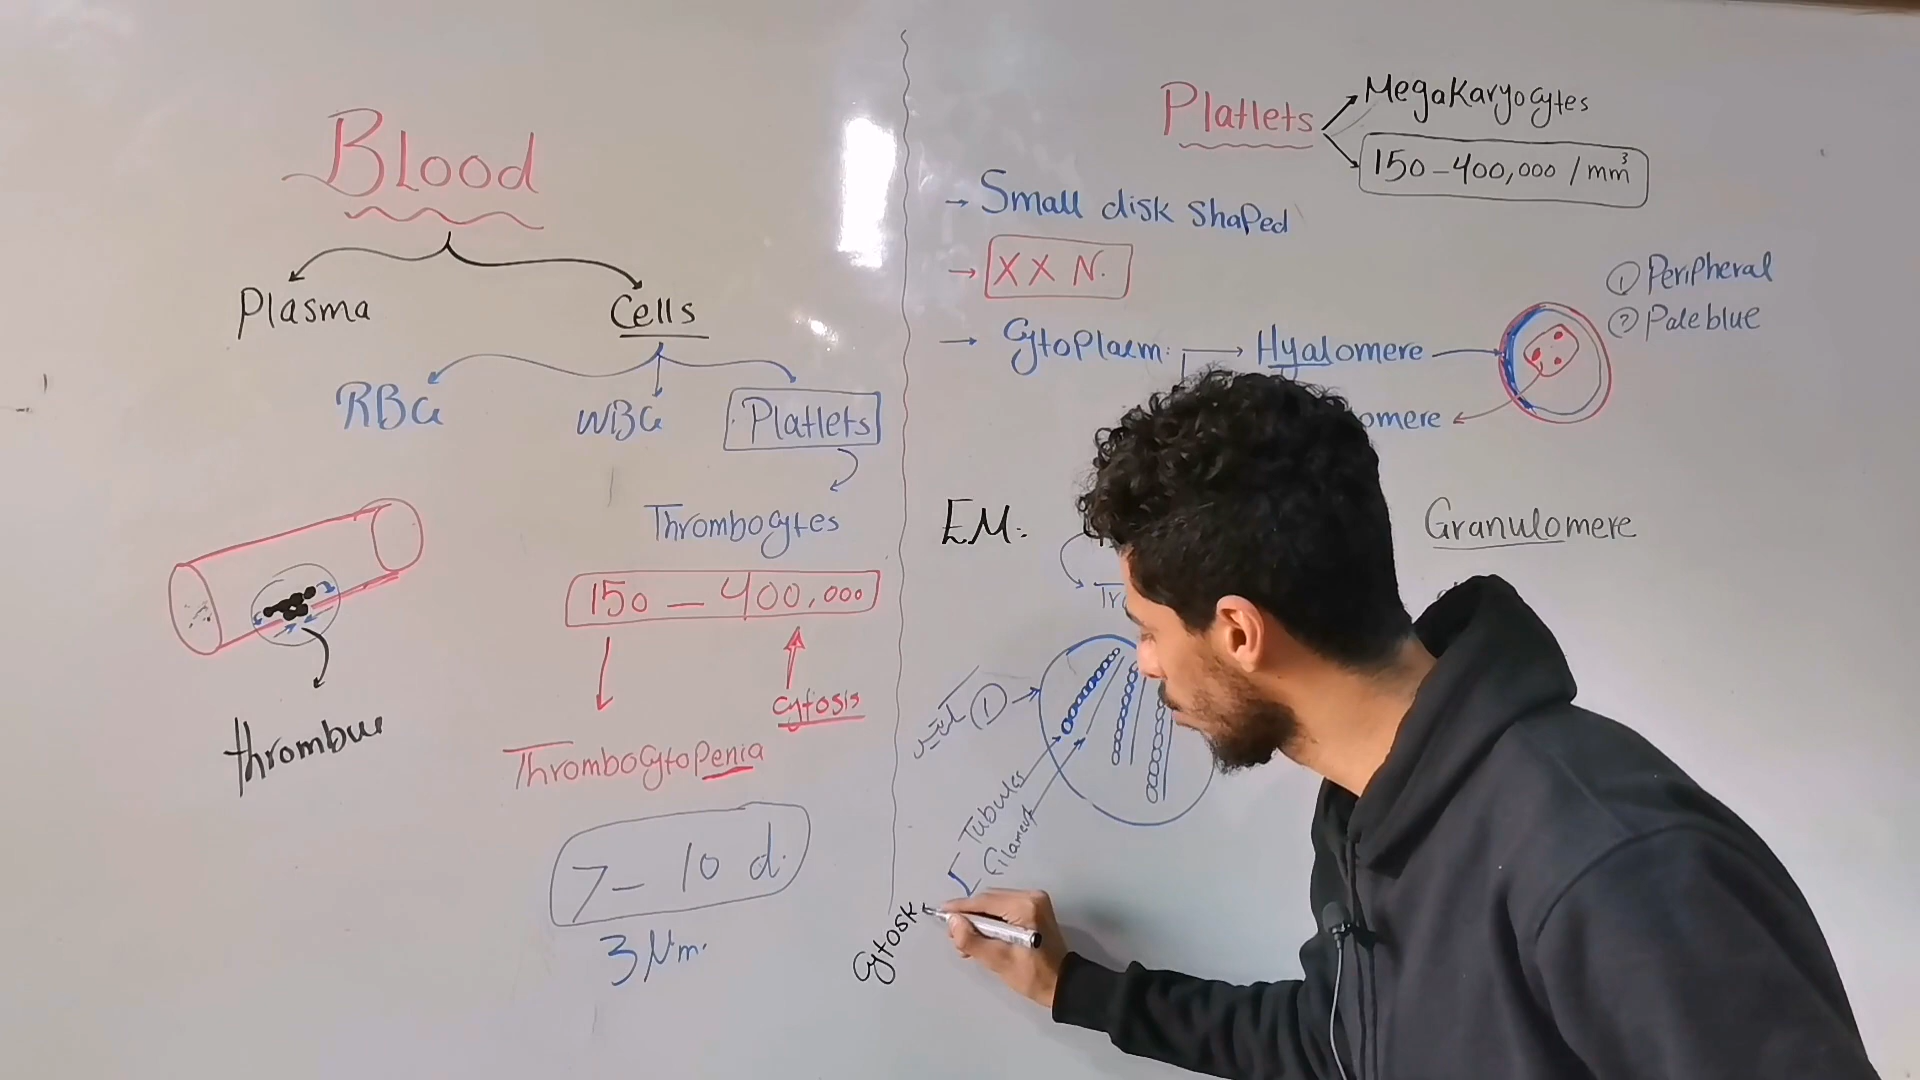 Blood
Plasma
Cells
RBCs
WBCs
Platlets
Thrombocytes
150 - 400,000
cytosis
Thrombocytopenia
thrombus
7 - 10 d.
3 μm.
Platlets
Megakaryocytes
150 - 400,000 / mm³
→ Small disk shaped
→ X X N.
→ Cytoplasm:
Hyalomere
① Peripheral
② Pale blue
omere
EM:
Granulomere
Tra
①
Tubules
Filament
Cytosk